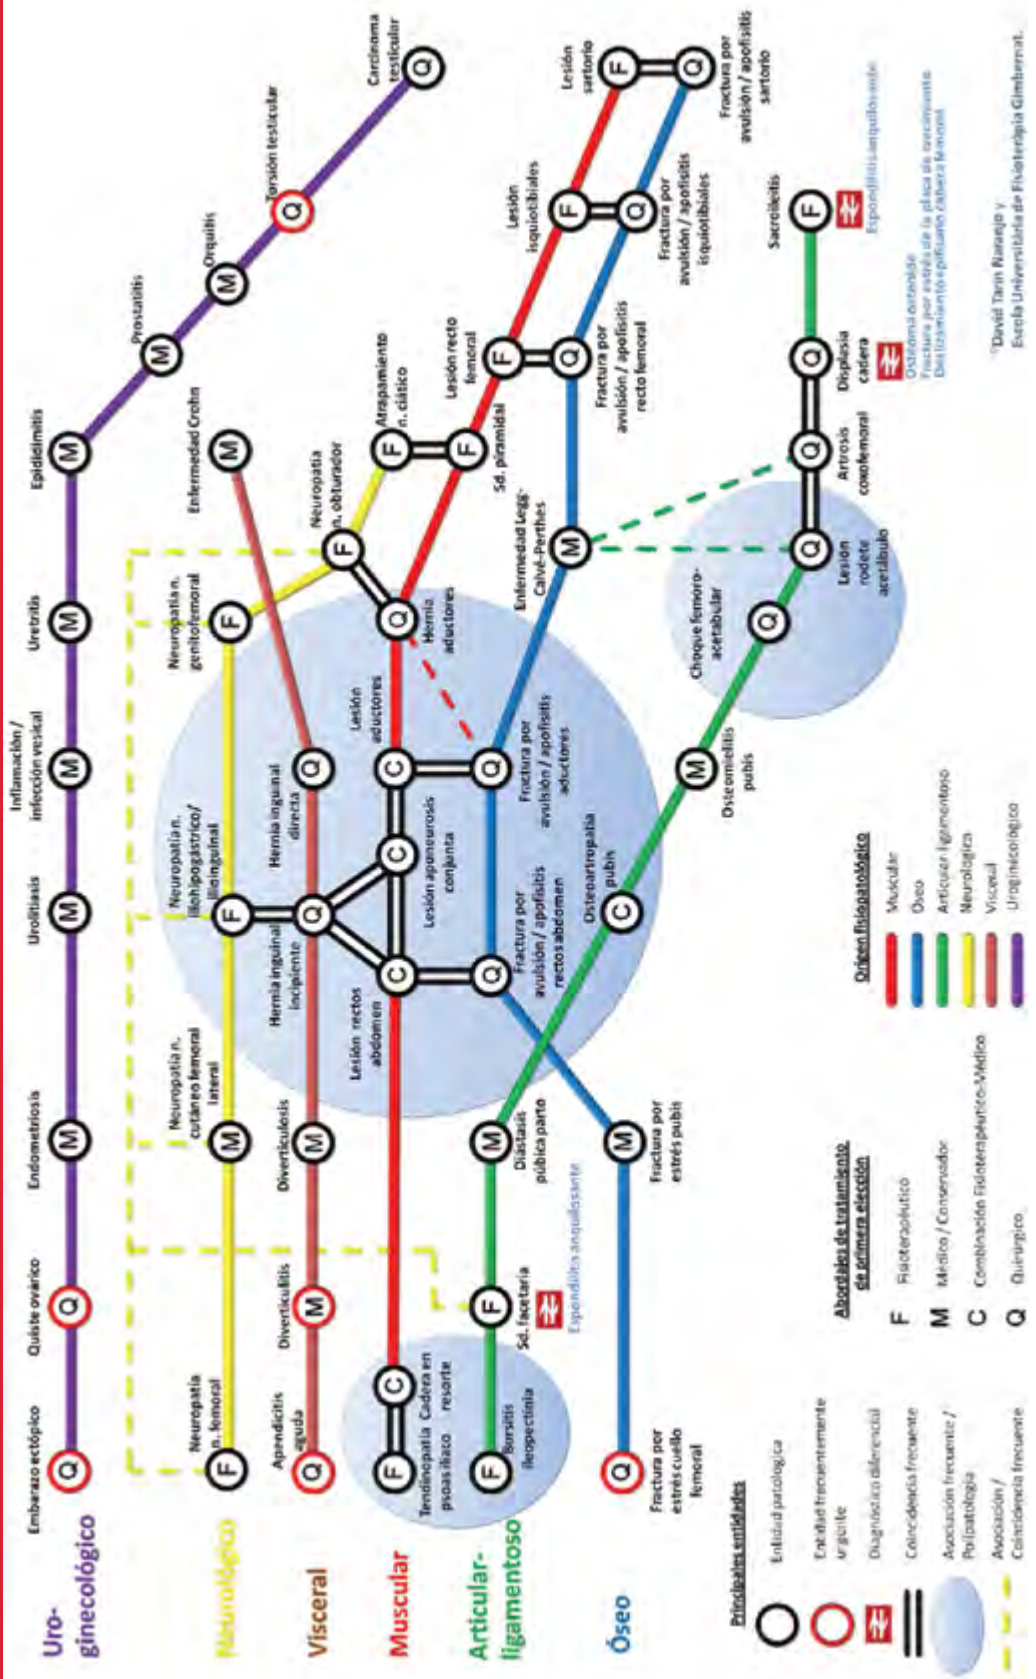 Uro-
ginecológico
Embarazo ectópico
Q
Quiste ovárico
Q
Endometriosis
M
Urolitiasis
M
Inflamación /
infección vesical
M
Uretritis
M
Epididimitis
M
Prostatitis
M
Orquitis
M
Torsión testicular
Q
Carcinoma
testicular
Q
Neurológico
Neuropatia
n. femoral
F
Neuropatía n.
cutáneo femoral
lateral
M
Neuropatía n.
iliohipogástrico/
ilioinguinal
F
Neuropatía n.
genitofemoral
F
Neuropatia
n. obturador
F
Atrapamiento
n. ciático
F
Visceral
Apendicitis
aguda
Q
Diverticulitis
M
Diverticulosis
M
Hernia inguinal
incipiente
Q
Hernia inguinal
directa
Q
Enfermedad Crohn
M
Muscular
Tendinopatia
psoas iliaco
F
Cadera en
resorte
C
Lesión rectos
abdomen
C
Lesión aponeurosis
conjunta
C
Lesión
aductores
C
Hernia
aductores
Q
Sd. piramidal
F
Lesión recto
femoral
F
Lesión
isquiotibiales
F
Lesión
sartorio
F
Articular-
ligamentoso
Bursitis
ileopectinia
F
Sd. facetaria
F
Espondilitis anquilosante
Diástasis
púbica parto
M
Osteoartropatía
pubis
C
Osteomielitis
pubis
M
Choque femoro-
acetabular
Q
Lesión
rodete
acetábulo
Q
Artrosis
coxofemoral
Q
Displasia
cadera
Q
Osteoma osteoide
Fractura por estrés de la placa de crecimiento
Deslizamiento epifisario cabeza femoral
Sacroileitis
F
Espondilitis anquilosante
Óseo
Fractura por
estrés cuello
femoral
Q
Fractura por
estrés pubis
M
Fractura por
avulsión / apofisitis
rectos abdomen
Q
Fractura por
avulsión / apofisitis
aductores
Q
Enfermedad Legg-
Calvé-Perthes
M
Fractura por
avulsión / apofisitis
recto femoral
Q
Fractura por
avulsión / apofisitis
isquiotibiales
Q
Fractura por
avulsión / apofisitis
sartorio
Q
Principales entidades
Entidad patologica
Entidad frecuentemente
urgente
Diagnóstico diferencial
Coincidencia frecuente
Asociación frecuente /
Polipatologia
Asociación /
Coincidencia frecuente
Abordajes de tratamiento
de primera elección
F Fisioterapéutico
M Médico / Conservador
C Combinación Fisioterapéutico-Médico
Q Quirúrgico
Origen fisiopatológico
Muscular
Óseo
Articular-ligamentoso
Neurológica
Visceral
Uroginecológico
David Tarin Naranjo y
Escola Universitària de Fisioteràpia Gimbernat.